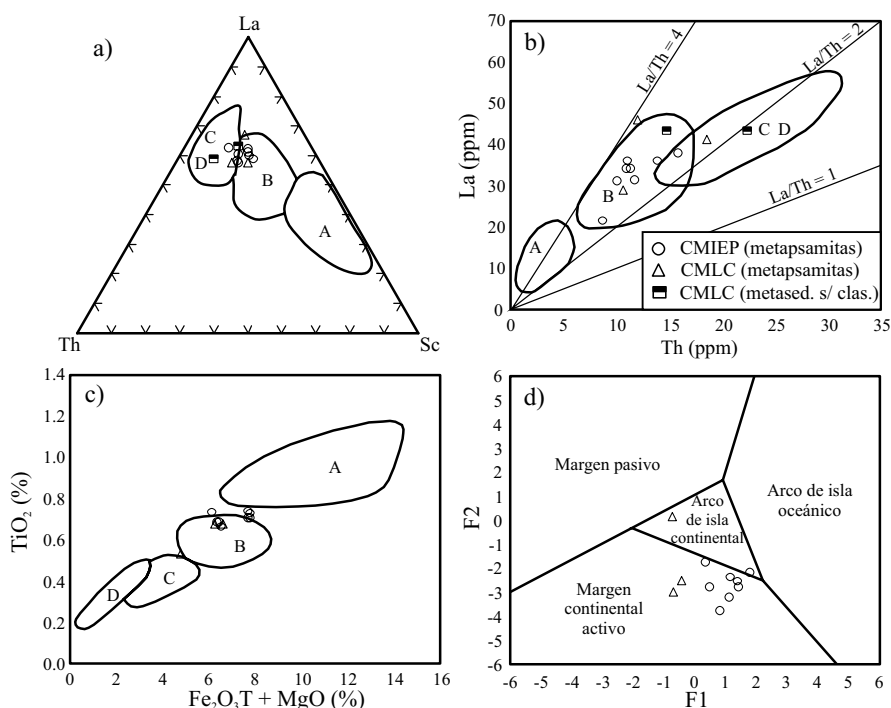 a)
La
C
D
B
A
Th
Sc
b)
La (ppm)
70
60
50
40
30
20
10
0
La/Th = 4
La/Th = 2
La/Th = 1
C D
B
A
CMIEP (metapsamitas)
CMLC (metapsamitas)
CMLC (metased. s/ clas.)
0 5 10 15 20 25 30 35
Th (ppm)
c)
TiO₂ (%)
1.4
1.2
1.0
0.8
0.6
0.4
0.2
0.0
A
B
C
D
0 2 4 6 8 10 12 14 16
Fe₂O₃T + MgO (%)
d)
F2
6
5
4
3
2
1
0
-1
-2
-3
-4
-5
-6
Margen pasivo
Arco
de isla
continental
Arco de isla
oceánico
Margen
continental
activo
-6 -5 -4 -3 -2 -1 0 1 2 3 4 5 6
F1